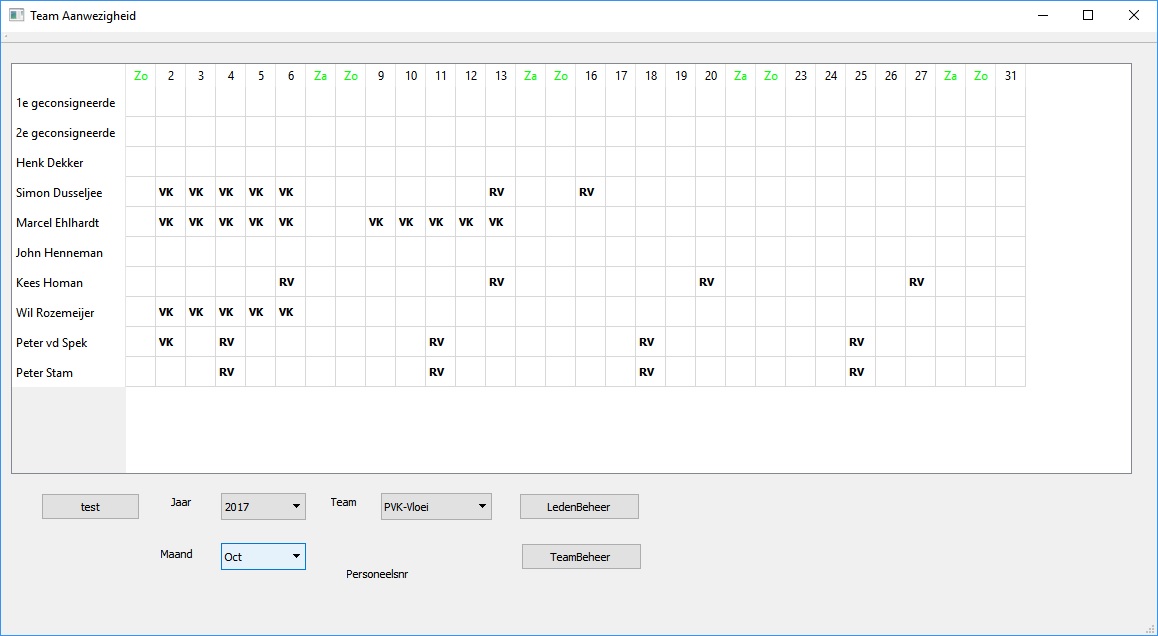 Team Aanwezigheid
Zo 2 3 4 5 6 Za Zo 9 10 11 12 13 Za Zo 16 17 18 19 20 Za Zo 23 24 25 26 27 Za Zo 31
1e geconsigneerde
2e geconsigneerde
Henk Dekker
Simon Dusseljee VK VK VK VK VK RV RV
Marcel Ehlhardt VK VK VK VK VK VK VK VK VK VK
John Henneman
Kees Homan RV RV RV RV
Wil Rozemeijer VK VK VK VK VK
Peter vd Spek VK RV RV RV RV
Peter Stam RV RV RV RV
test Jaar 2017 Team PVK-Vloei LedenBeheer
Maand Oct TeamBeheer
Personeelsnr